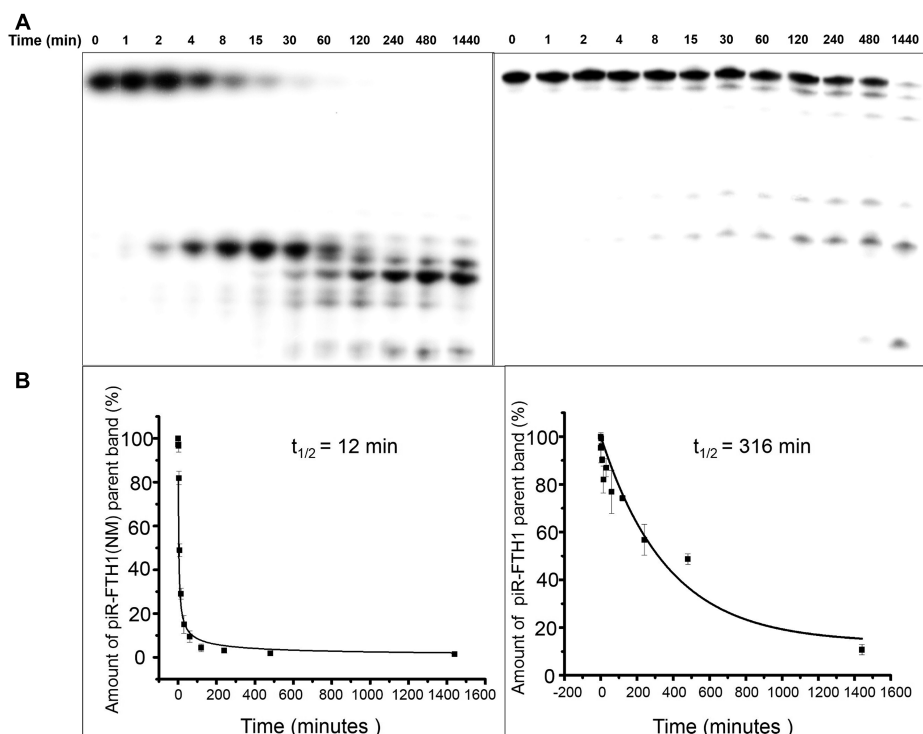 A
Time (min) 0 1 2 4 8 15 30 60 120 240 480 1440 0 1 2 4 8 15 30 60 120 240 480 1440
B
Amount of piR-FTH1(NM) parent band (%)
100
80
60
40
20
0
t1/2 = 12 min
0 200 400 600 800 1000 1200 1400 1600
Time (minutes )
Amount of piR-FTH1 parent band (%)
100
80
60
40
20
0
t1/2 = 316 min
-200 0 200 400 600 800 1000 1200 1400 1600
Time (minutes )